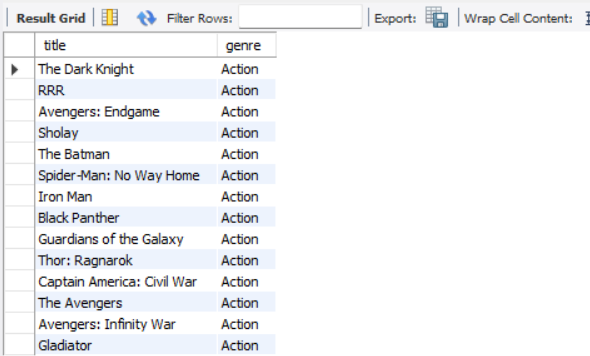 Result Grid Filter Rows: Export: Wrap Cell Content:
title genre
The Dark Knight Action
RRR Action
Avengers: Endgame Action
Sholay Action
The Batman Action
Spider-Man: No Way Home Action
Iron Man Action
Black Panther Action
Guardians of the Galaxy Action
Thor: Ragnarok Action
Captain America: Civil War Action
The Avengers Action
Avengers: Infinity War Action
Gladiator Action